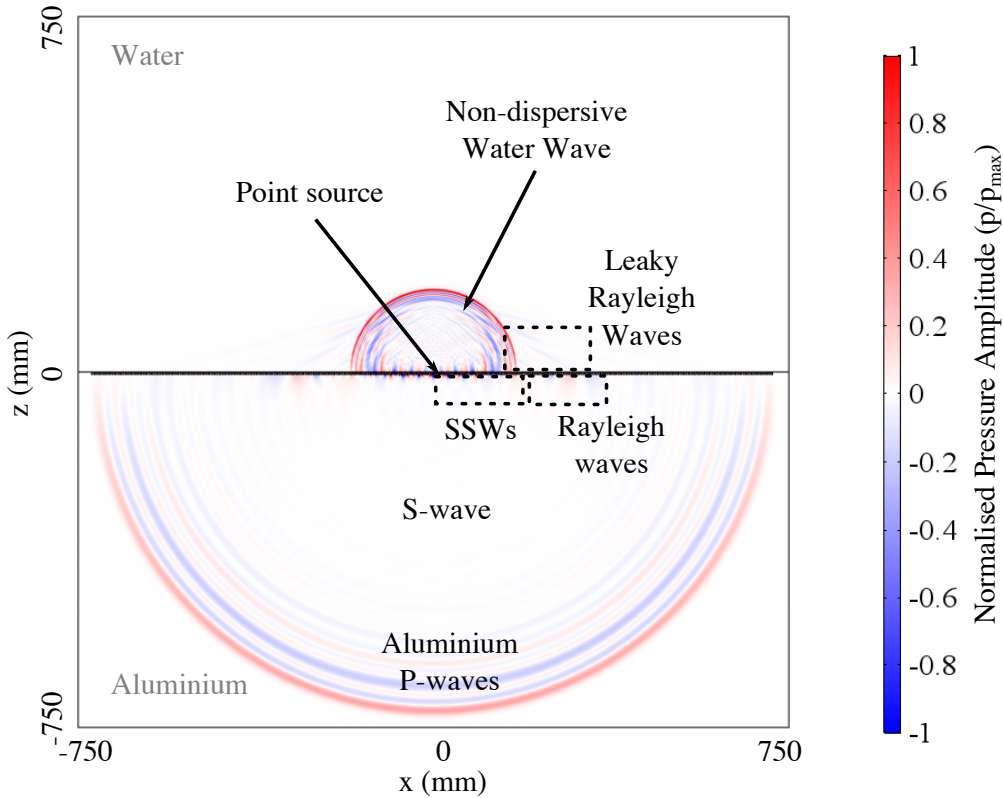 750
Water
Non-dispersive
Water Wave
Point source
Leaky
Rayleigh
Waves
0
z (mm)
SSWs
Rayleigh
waves
S-wave
Aluminium
P-waves
Aluminium
-750
-750
0
750
x (mm)
1
0.8
0.6
0.4
0.2
0
-0.2
-0.4
-0.6
-0.8
-1
Normalised Pressure Amplitude (p/pmax)